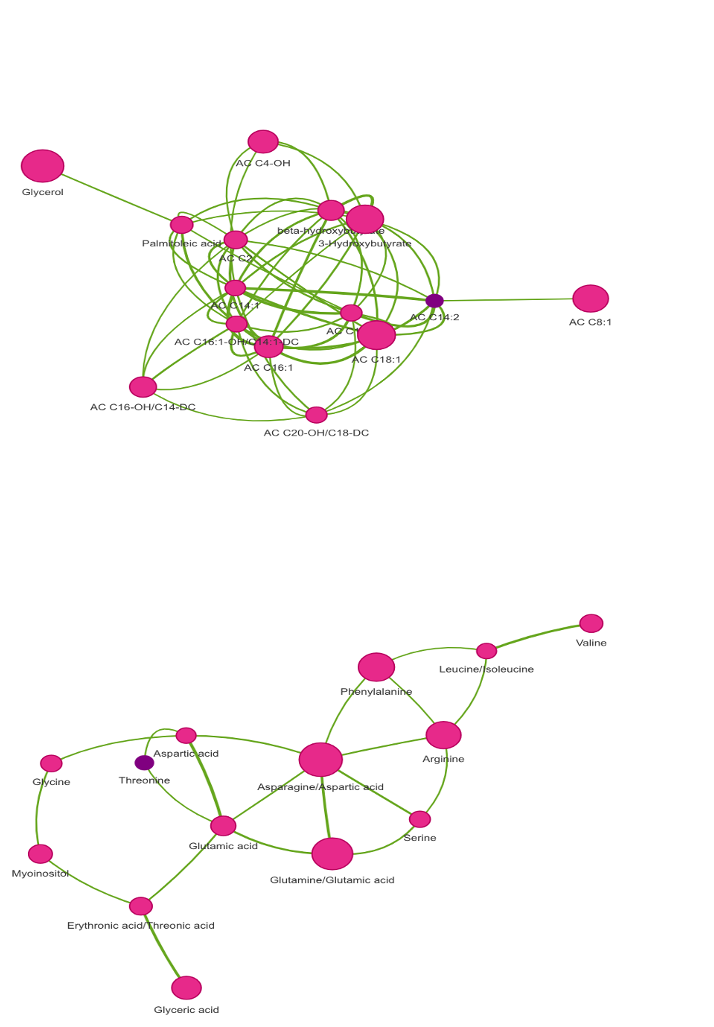 AC C4-OH
Glycerol
beta-hydroxybutyrate
Palmitoleic acid
3-Hydroxybutyrate
AC C2
AC C14:1
AC C14:2
AC C8:1
AC C16:1-OH/C14:1-DC
AC C18:1
AC C16:1
AC C16-OH/C14-DC
AC C20-OH/C18-DC
Valine
Leucine/Isoleucine
Phenylalanine
Aspartic acid
Arginine
Threonine
Glycine
Asparagine/Aspartic acid
Serine
Glutamic acid
Myoinositol
Glutamine/Glutamic acid
Erythronic acid/Threonic acid
Glyceric acid